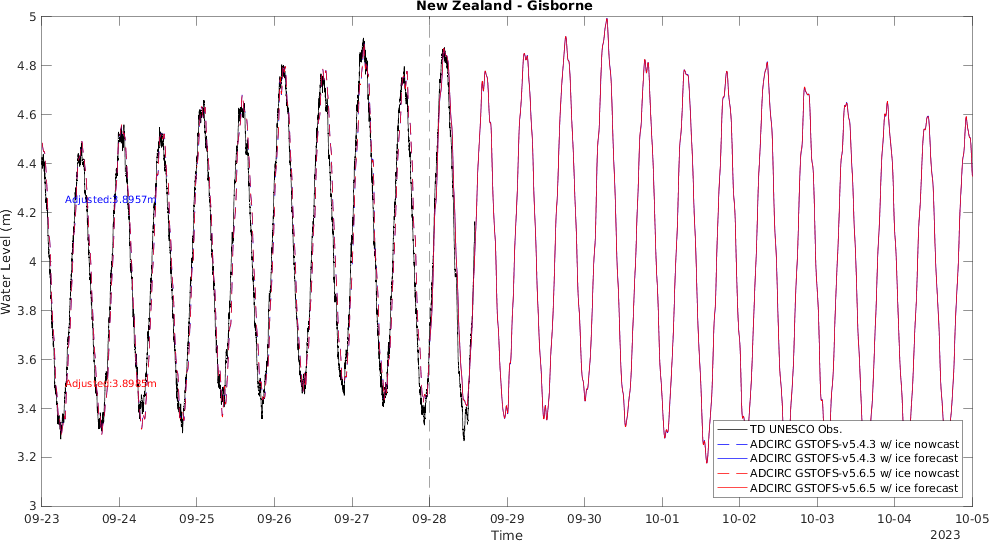 New Zealand - Gisborne
5
4.8
4.6
4.4
4.2
4
3.8
3.6
3.4
3.2
3
Water Level (m)
Adjusted:3.8957m
Adjusted:3.8985m
TD UNESCO Obs.
ADCIRC GSTOFS-v5.4.3 w/ ice nowcast
ADCIRC GSTOFS-v5.4.3 w/ ice forecast
ADCIRC GSTOFS-v5.6.5 w/ ice nowcast
ADCIRC GSTOFS-v5.6.5 w/ ice forecast
09-23 09-24 09-25 09-26 09-27 09-28 09-29 09-30 10-01 10-02 10-03 10-04 10-05
Time
2023